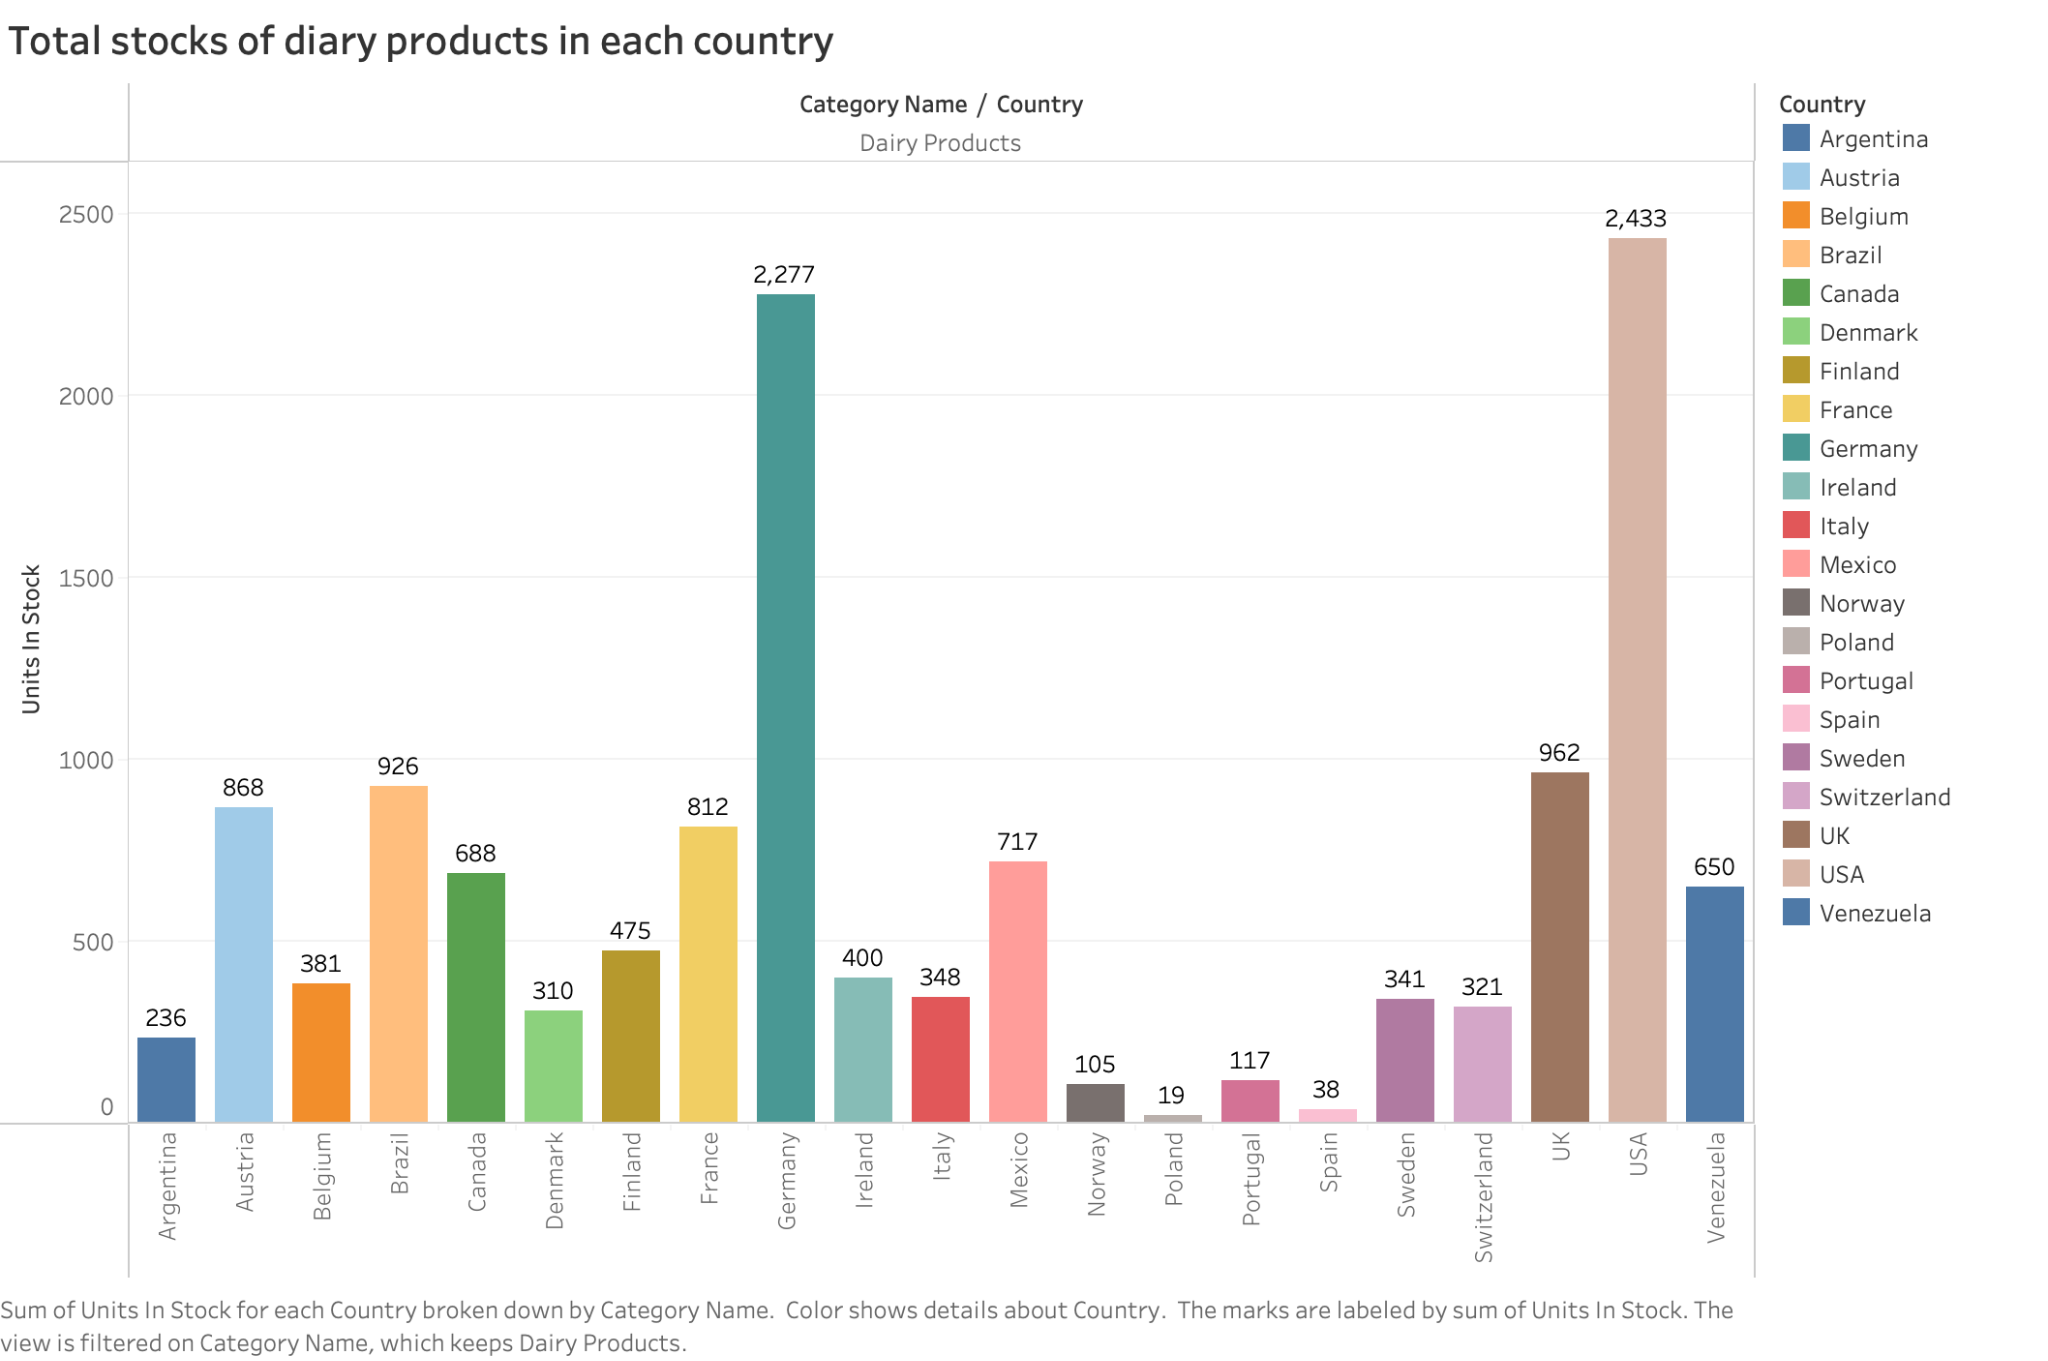 Total stocks of diary products in each country
Category Name / Country
Dairy Products
Country
Argentina
Austria
Belgium
Brazil
Canada
Denmark
Finland
France
Germany
Ireland
Italy
Mexico
Norway
Poland
Portugal
Spain
Sweden
Switzerland
UK
USA
Venezuela
Units In Stock
2500
2000
1500
1000
500
0
236
868
381
926
688
310
475
812
2,277
400
348
717
105
19
117
38
341
321
962
2,433
650
Argentina
Austria
Belgium
Brazil
Canada
Denmark
Finland
France
Germany
Ireland
Italy
Mexico
Norway
Poland
Portugal
Spain
Sweden
Switzerland
UK
USA
Venezuela
Sum of Units In Stock for each Country broken down by Category Name.  Color shows details about Country.  The marks are labeled by sum of Units In Stock. The
view is filtered on Category Name, which keeps Dairy Products.